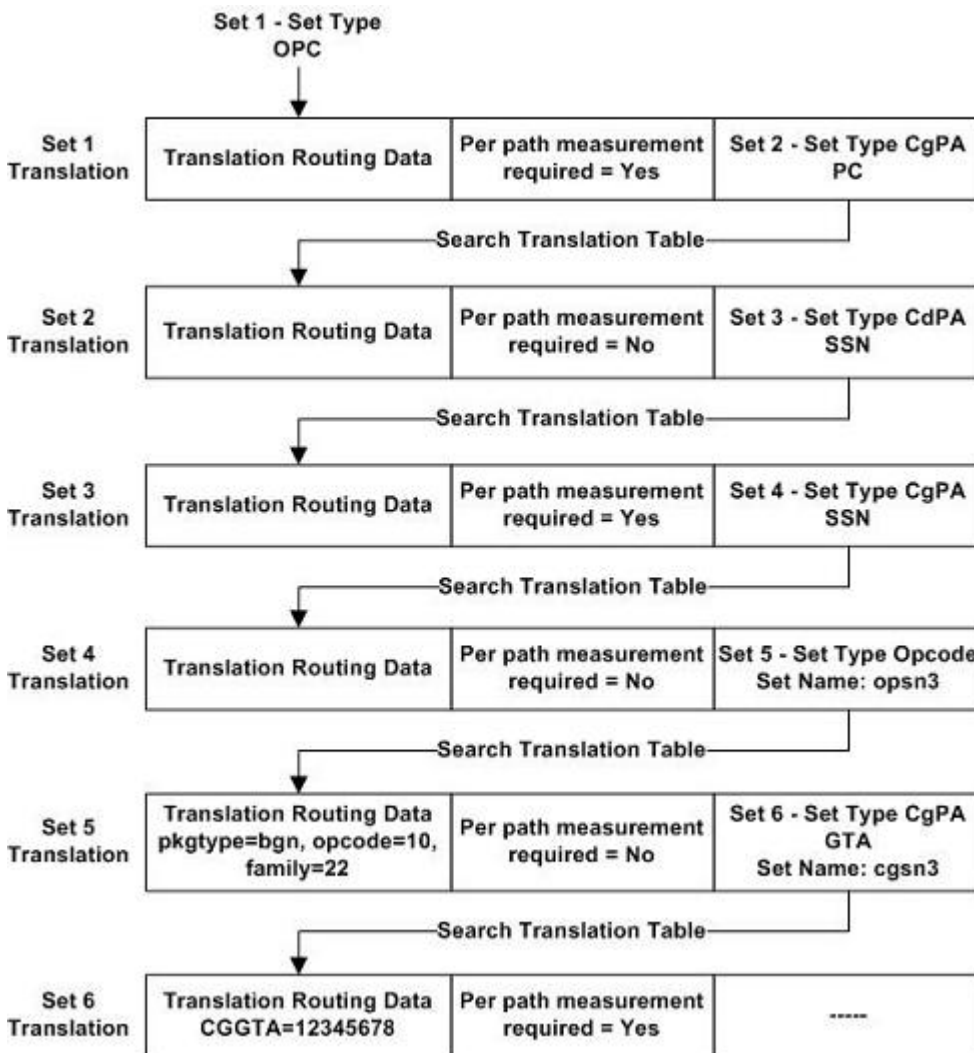 Set 1 - Set Type
OPC
Set 1
Translation
Translation Routing Data
Per path measurement
required = Yes
Set 2 - Set Type CgPA
PC
Search Translation Table
Set 2
Translation
Translation Routing Data
Per path measurement
required = No
Set 3 - Set Type CdPA
SSN
Search Translation Table
Set 3
Translation
Translation Routing Data
Per path measurement
required = Yes
Set 4 - Set Type CgPA
SSN
Search Translation Table
Set 4
Translation
Translation Routing Data
Per path measurement
required = No
Set 5 - Set Type Opcode
Set Name: opsn3
Search Translation Table
Set 5
Translation
Translation Routing Data
pkgtype=bgn, opcode=10,
family=22
Per path measurement
required = No
Set 6 - Set Type CgPA
GTA
Set Name: cgsn3
Search Translation Table
Set 6
Translation
Translation Routing Data
CGGTA=12345678
Per path measurement
required = Yes
-----